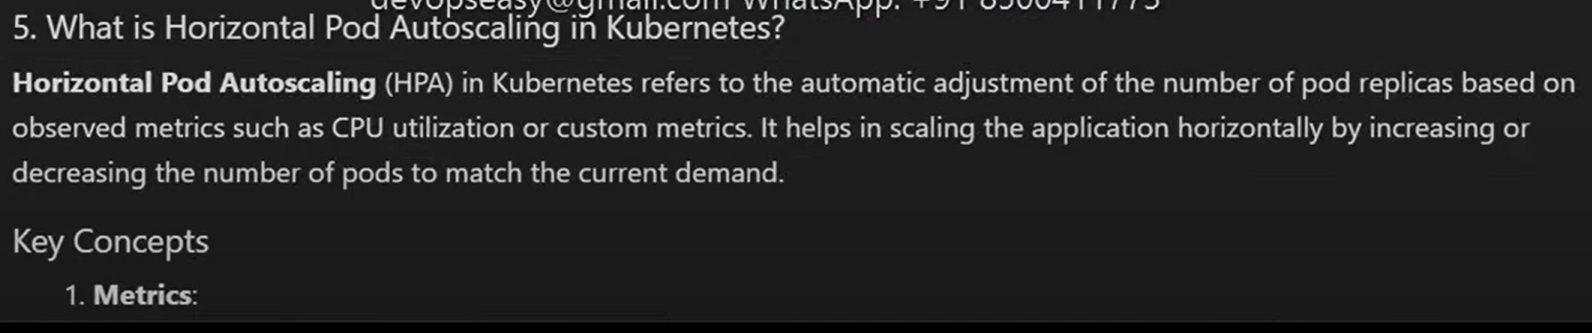 devopseasy@gmail.com WhatsApp: +91
5. What is Horizontal Pod Autoscaling in Kubernetes?
Horizontal Pod Autoscaling (HPA) in Kubernetes refers to the automatic adjustment of the number of pod replicas based on
observed metrics such as CPU utilization or custom metrics. It helps in scaling the application horizontally by increasing or
decreasing the number of pods to match the current demand.
Key Concepts
1. Metrics: